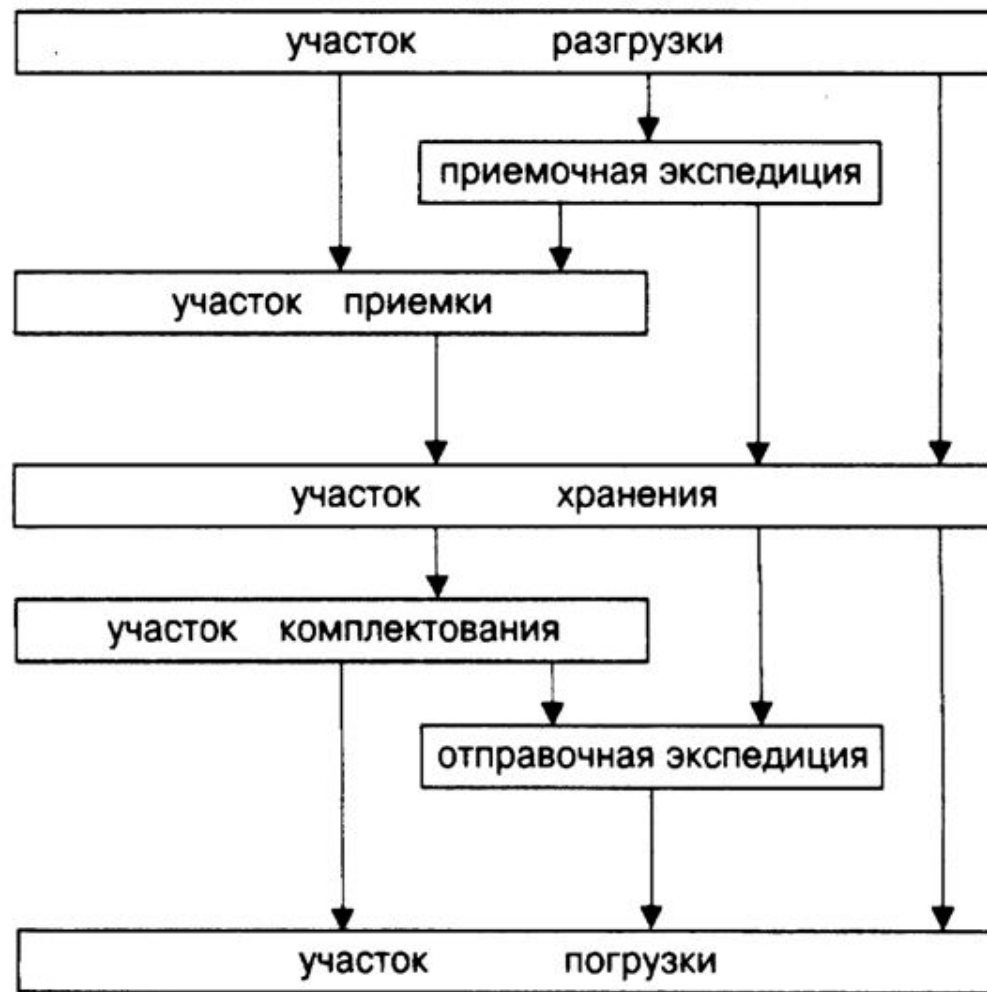 участок разгрузки
приемочная экспедиция
участок приемки
участок хранения
участок комплектования
отправочная экспедиция
участок погрузки